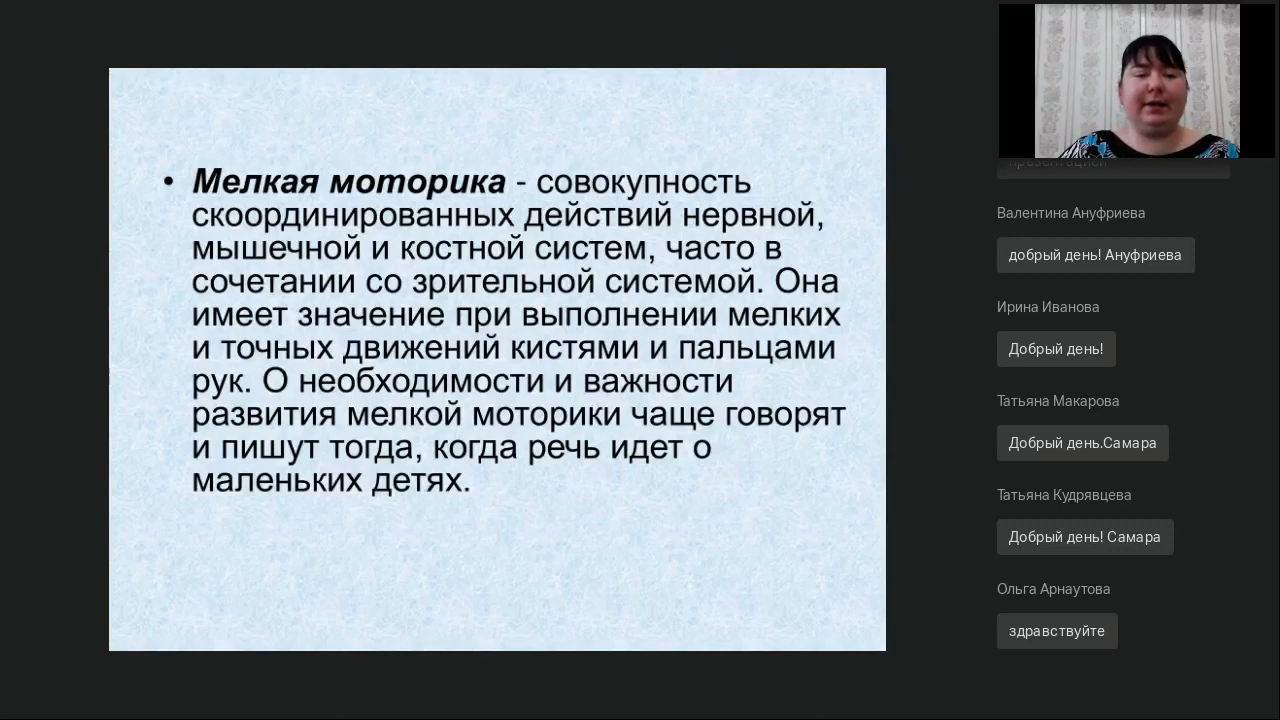 • Мелкая моторика - совокупность
скоординированных действий нервной,
мышечной и костной систем, часто в
сочетании со зрительной системой. Она
имеет значение при выполнении мелких
и точных движений кистями и пальцами
рук. О необходимости и важности
развития мелкой моторики чаще говорят
и пишут тогда, когда речь идет о
маленьких детях.
презентацией
Валентина Ануфриева
добрый день! Ануфриева
Ирина Иванова
Добрый день!
Татьяна Макарова
Добрый день.Самара
Татьяна Кудрявцева
Добрый день! Самара
Ольга Арнаутова
здравствуйте